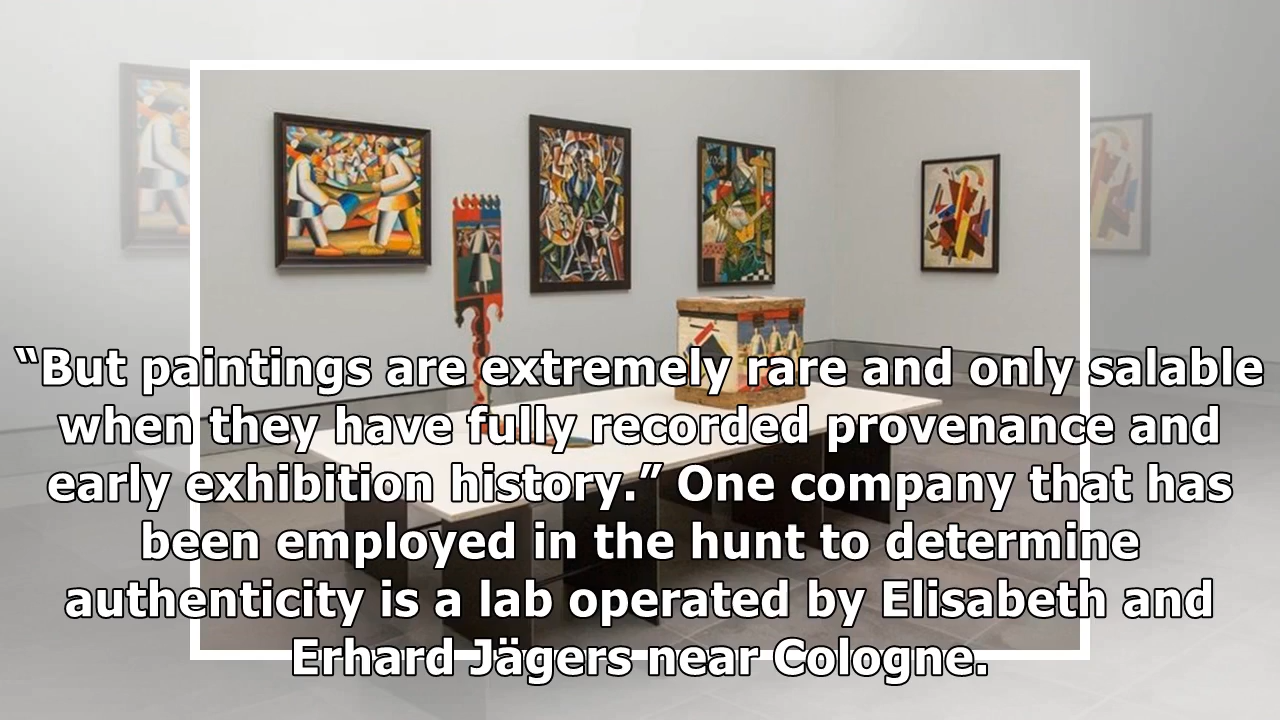 “But paintings are extremely rare and only salable
when they have fully recorded provenance and
early exhibition history.” One company that has
been employed in the hunt to determine
authenticity is a lab operated by Elisabeth and
Erhard Jägers near Cologne.